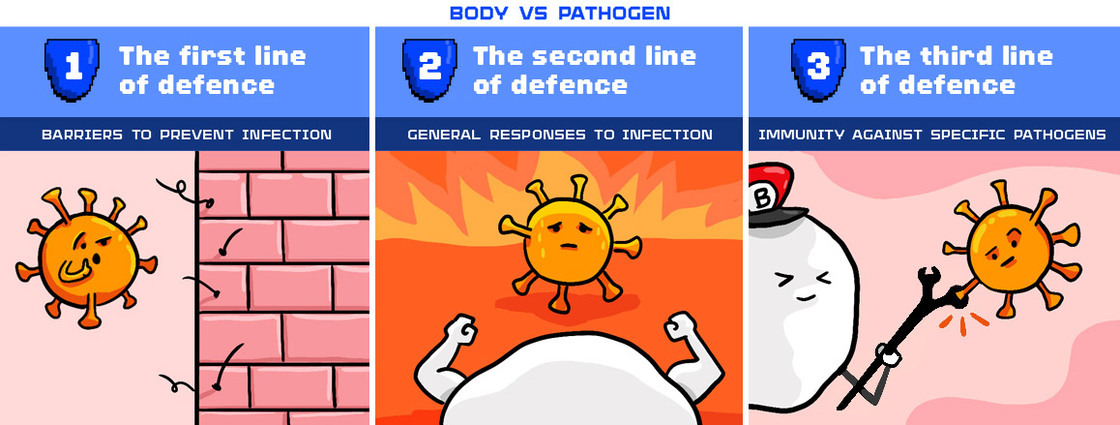 BODY VS PATHOGEN
1
The first line
of defence
BARRIERS TO PREVENT INFECTION
2
The second line
of defence
GENERAL RESPONSES TO INFECTION
3
The third line
of defence
IMMUNITY AGAINST SPECIFIC PATHOGENS
B